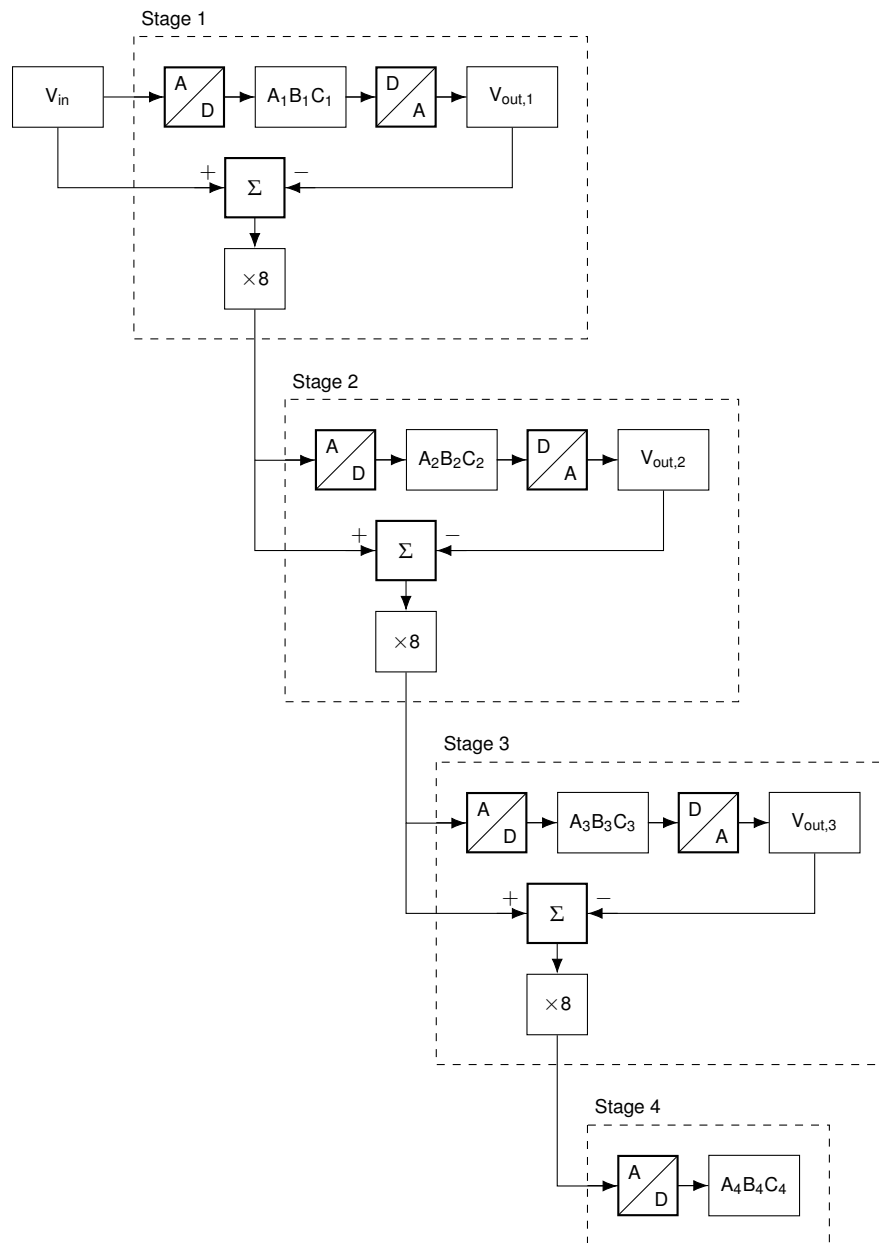 Stage 1
V_in
A
D
A₁B₁C₁
D
A
V_out,1
+
Σ
−
×8
Stage 2
A
D
A₂B₂C₂
D
A
V_out,2
+
Σ
−
×8
Stage 3
A
D
A₃B₃C₃
D
A
V_out,3
+
Σ
−
×8
Stage 4
A
D
A₄B₄C₄